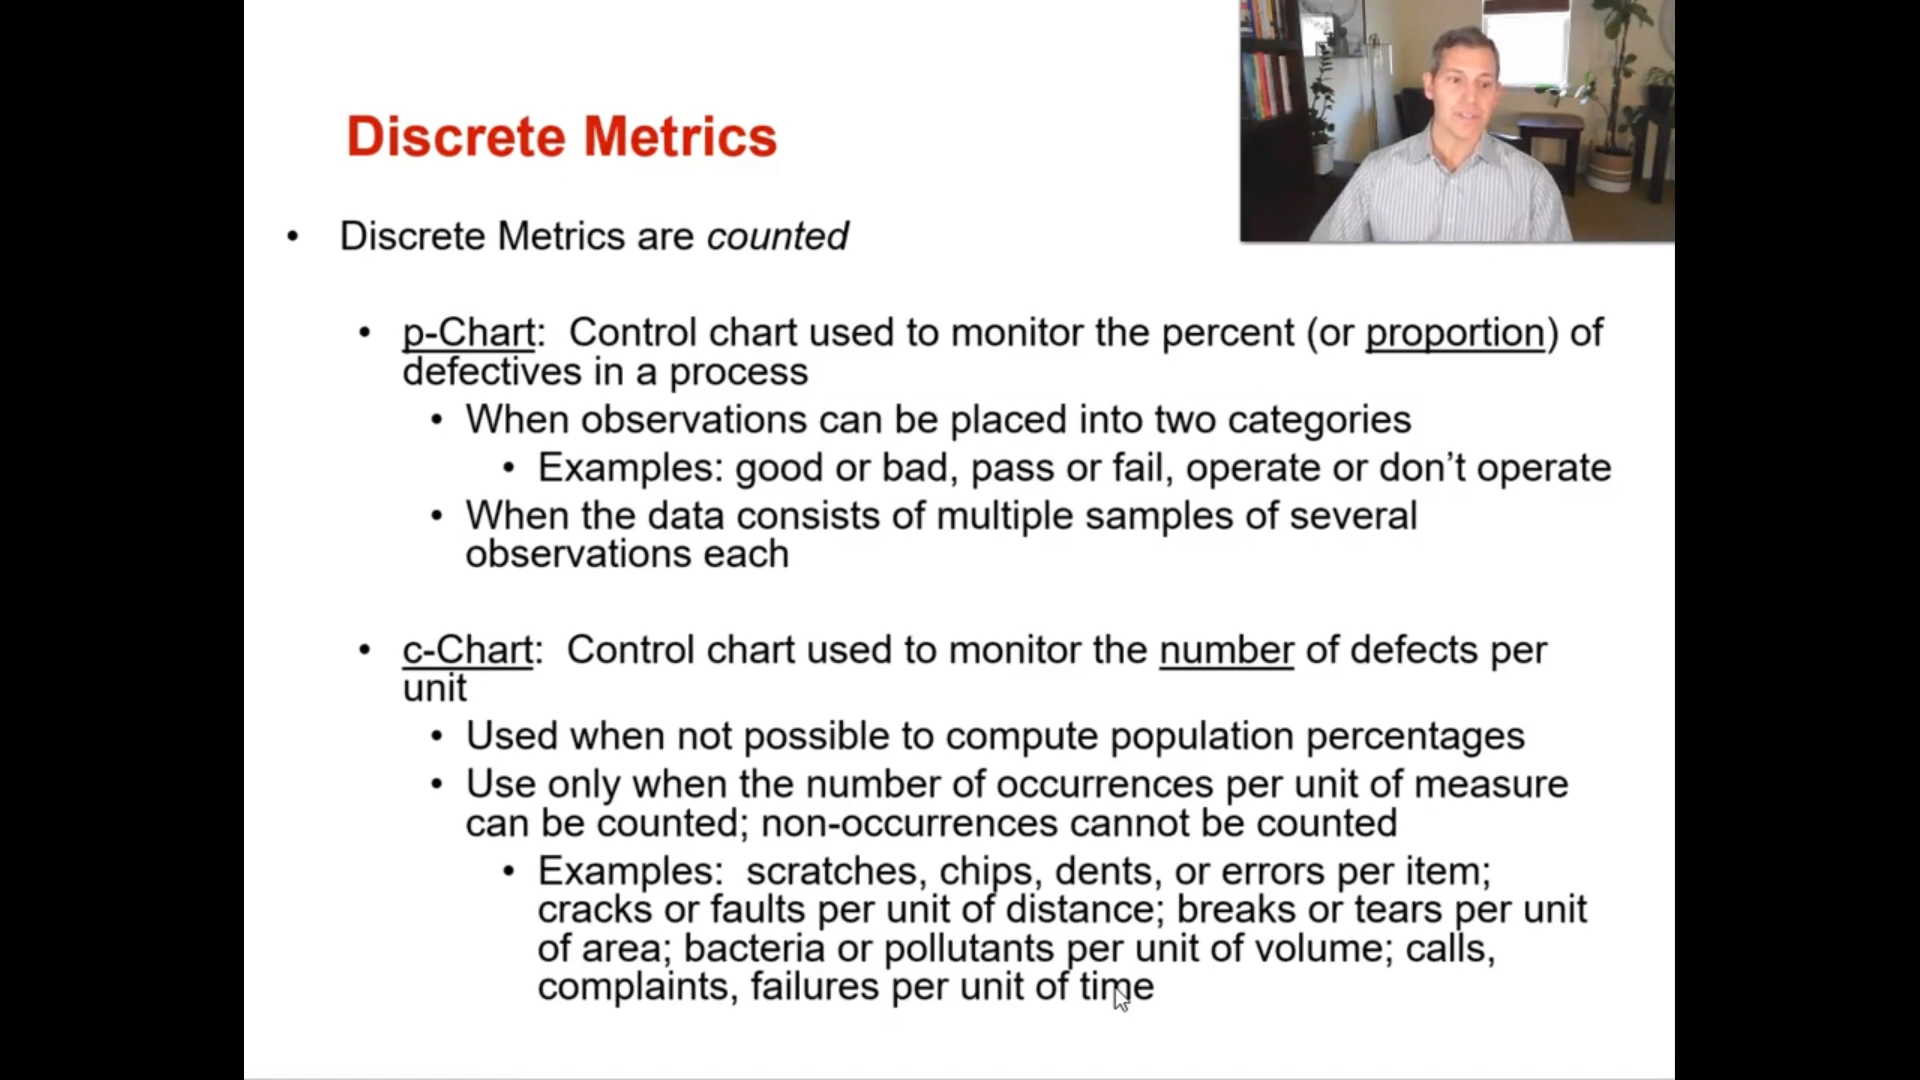 Discrete Metrics
• Discrete Metrics are counted
• p-Chart: Control chart used to monitor the percent (or proportion) of
defectives in a process
• When observations can be placed into two categories
• Examples: good or bad, pass or fail, operate or don’t operate
• When the data consists of multiple samples of several
observations each
• c-Chart: Control chart used to monitor the number of defects per
unit
• Used when not possible to compute population percentages
• Use only when the number of occurrences per unit of measure
can be counted; non-occurrences cannot be counted
• Examples: scratches, chips, dents, or errors per item;
cracks or faults per unit of distance; breaks or tears per unit
of area; bacteria or pollutants per unit of volume; calls,
complaints, failures per unit of time